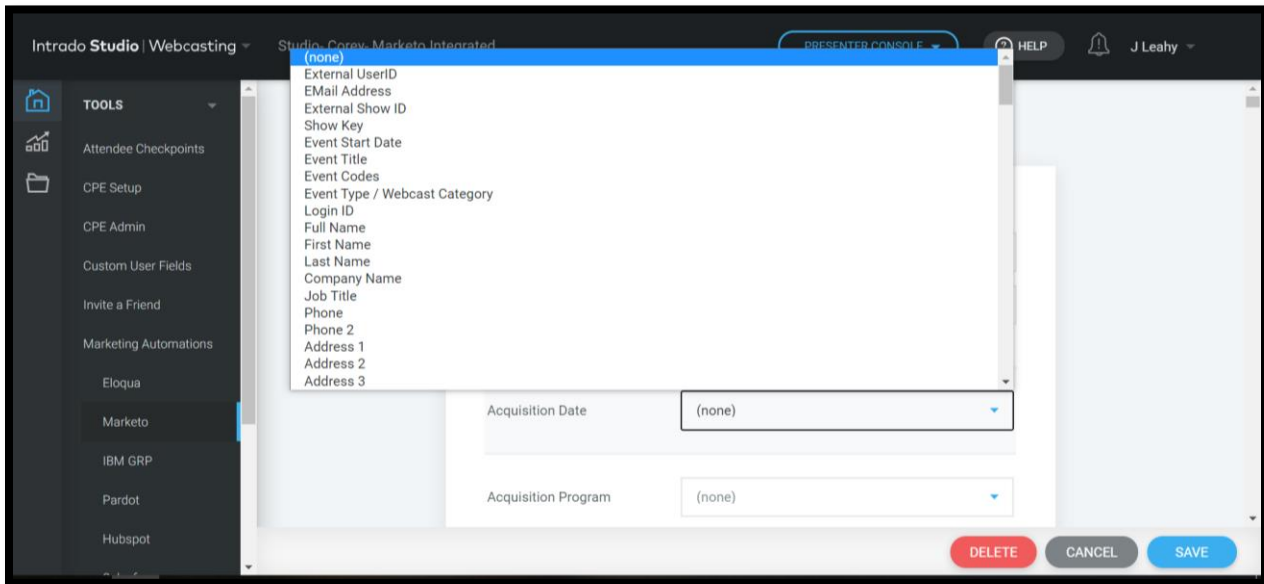 Intrado Studio | Webcasting
Studio- Corey- Marketo Integrated
PRESENTER CONSOLE
? HELP
J Leahy
TOOLS
Attendee Checkpoints
CPE Setup
CPE Admin
Custom User Fields
Invite a Friend
Marketing Automations
Eloqua
Marketo
IBM GRP
Pardot
Hubspot
(none)
External UserID
EMail Address
External Show ID
Show Key
Event Start Date
Event Title
Event Codes
Event Type / Webcast Category
Login ID
Full Name
First Name
Last Name
Company Name
Job Title
Phone
Phone 2
Address 1
Address 2
Address 3
Acquisition Date (none)
Acquisition Program (none)
DELETE CANCEL SAVE